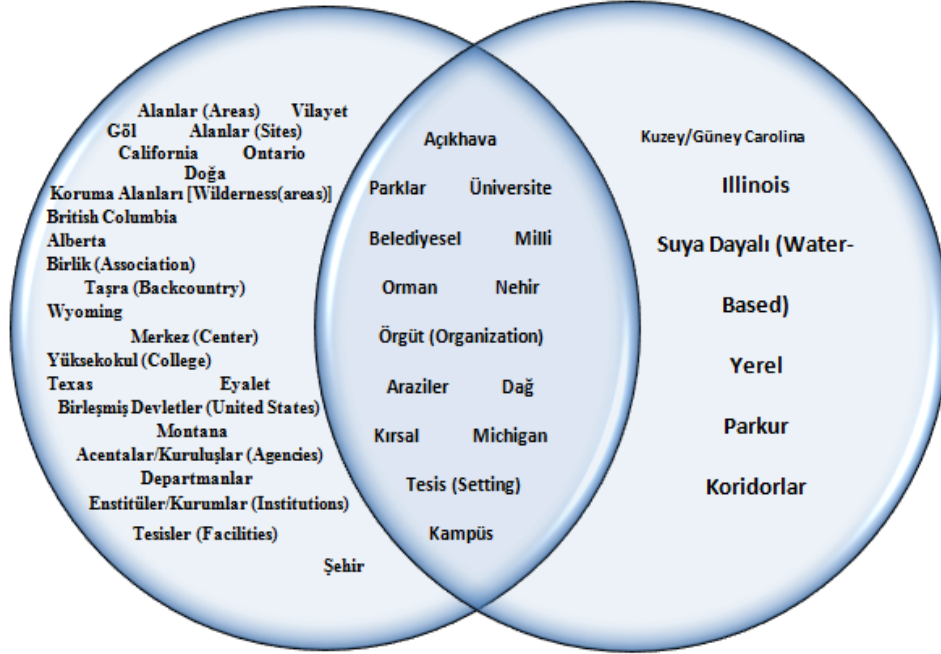 Alanlar (Areas) Vilayet
Göl Alanlar (Sites)
California Ontario
Doğa
Koruma Alanları [Wilderness(areas)]
British Columbia
Alberta
Birlik (Association)
Taşra (Backcountry)
Wyoming
Merkez (Center)
Yüksekokul (College)
Texas Eyalet
Birleşmiş Devletler (United States)
Montana
Acentalar/Kuruluşlar (Agencies)
Departmanlar
Enstitüler/Kurumlar (Institutions)
Tesisler (Facilities)
Şehir
Açıkhava
Parklar Üniversite
Belediyesel Milli
Orman Nehir
Örgüt (Organization)
Araziler Dağ
Kırsal Michigan
Tesis (Setting)
Kampüs
Kuzey/Güney Carolina
Illinois
Suya Dayalı (Water-
Based)
Yerel
Parkur
Koridorlar